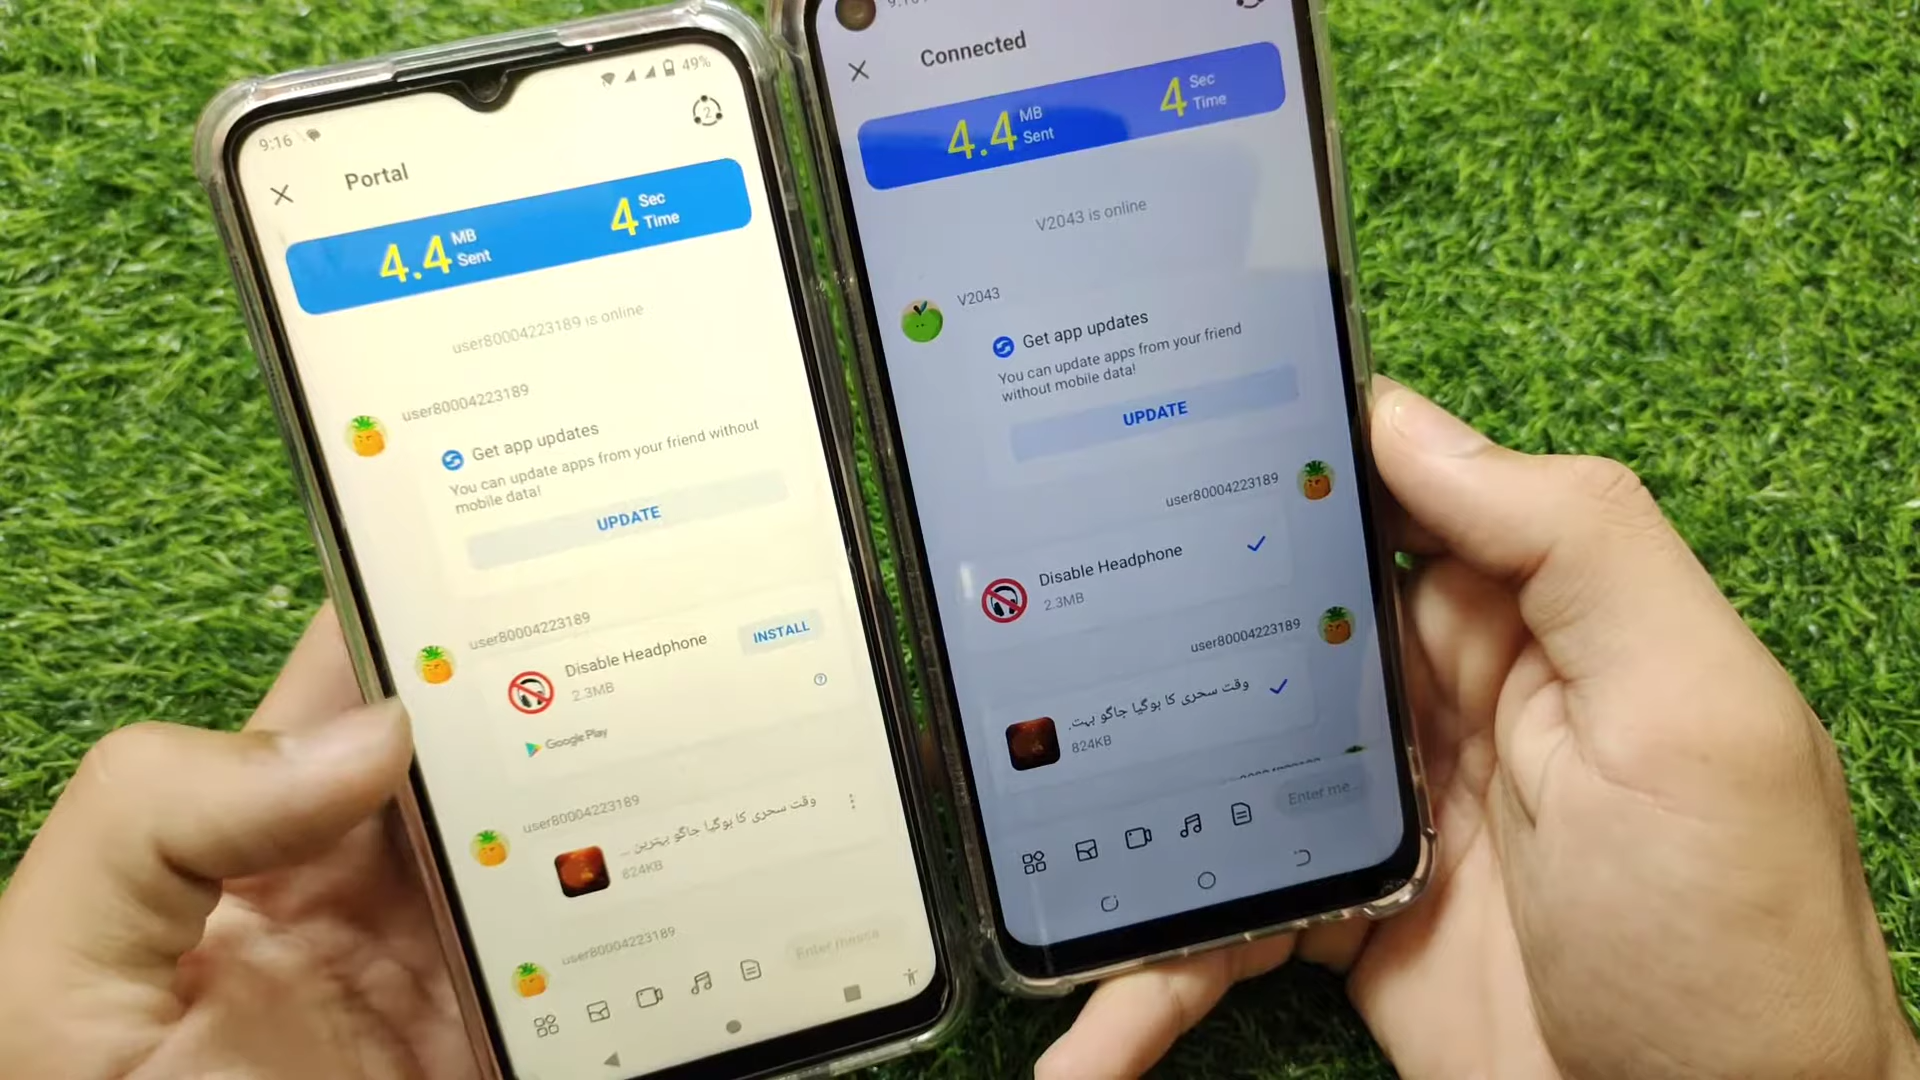 9:16
49%
2
Portal
4.4 MB Sent
4 Sec Time
user80004223189 is online
user80004223189
Get app updates
You can update apps from your friend without
mobile data!
UPDATE
user80004223189
Disable Headphone
2.3MB
INSTALL
Google Play
user80004223189
وقت سحری کا ہوگیا جاگو بہترین ...
824KB
user80004223189
Connected
4.4 MB Sent
4 Sec Time
V2043 is online
V2043
Get app updates
You can update apps from your friend
without mobile data!
UPDATE
user80004223189
Disable Headphone
2.3MB
user80004223189
وقت سحری کا ہوگیا جاگو بہت.
824KB
Enter me...